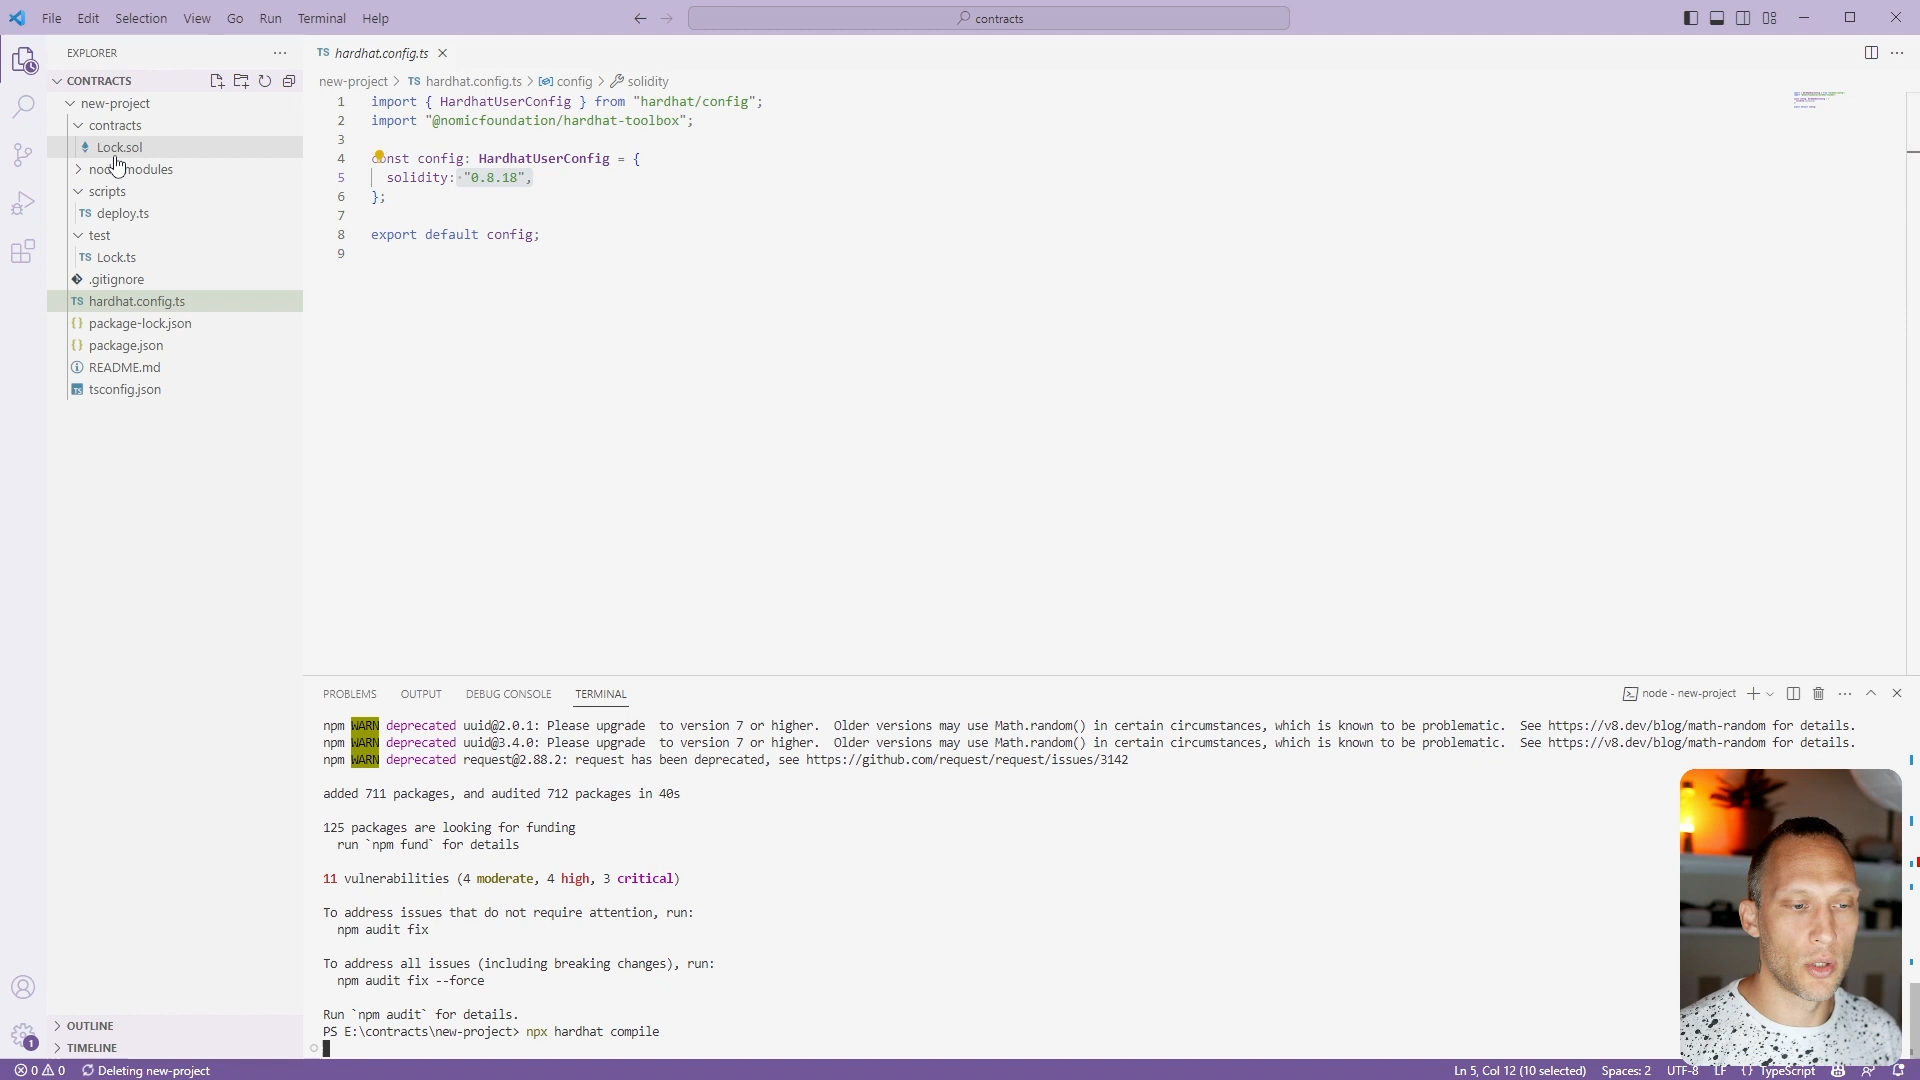 File Edit Selection View Go Run Terminal Help
contracts
EXPLORER
CONTRACTS
new-project
contracts
Lock.sol
scripts
TS deploy.ts
test
TS Lock.ts
.gitignore
TS hardhat.config.ts
{} package-lock.json
{} package.json
README.md
TS tsconfig.json
OUTLINE
TIMELINE
TS hardhat.config.ts
new-project > TS hardhat.config.ts > config > solidity
1 import { HardhatUserConfig } from "hardhat/config";
2 import "@nomicfoundation/hardhat-toolbox";
3
4 const config: HardhatUserConfig = {
5 solidity: "0.8.18",
6 };
7
8 export default config;
9
PROBLEMS OUTPUT DEBUG CONSOLE TERMINAL
node - new-project
npm WARN deprecated uuid@2.0.1: Please upgrade to version 7 or higher. Older versions may use Math.random() in certain circumstances, which is known to be problematic. See https://v8.dev/blog/math-random for details.
npm WARN deprecated uuid@3.4.0: Please upgrade to version 7 or higher. Older versions may use Math.random() in certain circumstances, which is known to be problematic. See https://v8.dev/blog/math-random for details.
npm WARN deprecated request@2.88.2: request has been deprecated, see https://github.com/request/request/issues/3142
added 711 packages, and audited 712 packages in 40s
125 packages are looking for funding
run `npm fund` for details
11 vulnerabilities (4 moderate, 4 high, 3 critical)
To address issues that do not require attention, run:
npm audit fix
To address all issues (including breaking changes), run:
npm audit fix --force
Run `npm audit` for details.
PS E:\contracts\new-project> npx hardhat compile
1
0 0 Deleting new-project
Ln 5, Col 12 (10 selected) Spaces: 2 UTF-8 LF {} TypeScript